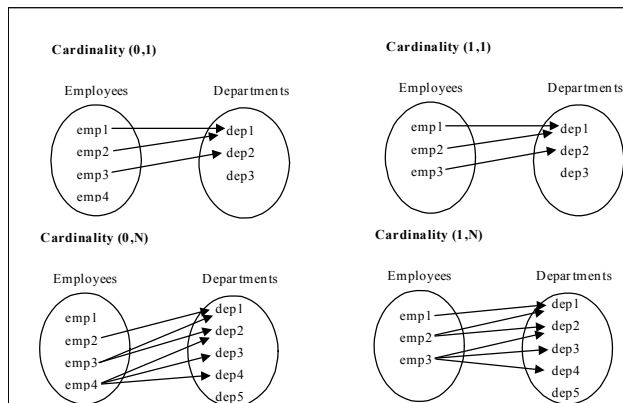 Cardinality (0,1)
Employees
Departments
emp1
emp2
emp3
emp4
dep1
dep2
dep3
Cardinality (1,1)
Employees
Departments
emp1
emp2
emp3
dep1
dep2
dep3
Cardinality (0,N)
Employees
Departments
emp1
emp2
emp3
emp4
dep1
dep2
dep3
dep4
dep5
Cardinality (1,N)
Employees
Departments
emp1
emp2
emp3
dep1
dep2
dep3
dep4
dep5